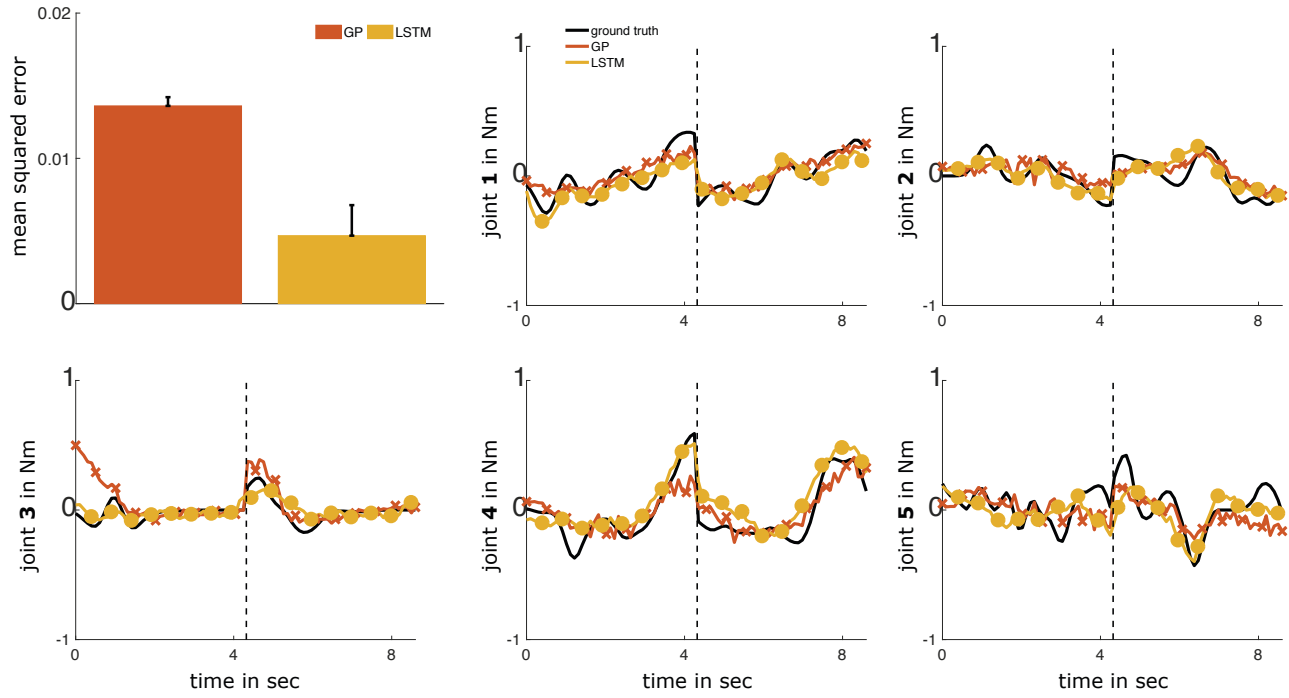 0.02
GP LSTM
mean squared error
0.01
0
1
ground truth
GP
LSTM
joint 1 in Nm
0
-1
0 4 8
1
joint 2 in Nm
0
-1
0 4 8
1
joint 3 in Nm
0
-1
0 4 8
time in sec
1
joint 4 in Nm
0
-1
0 4 8
time in sec
1
joint 5 in Nm
0
-1
0 4 8
time in sec